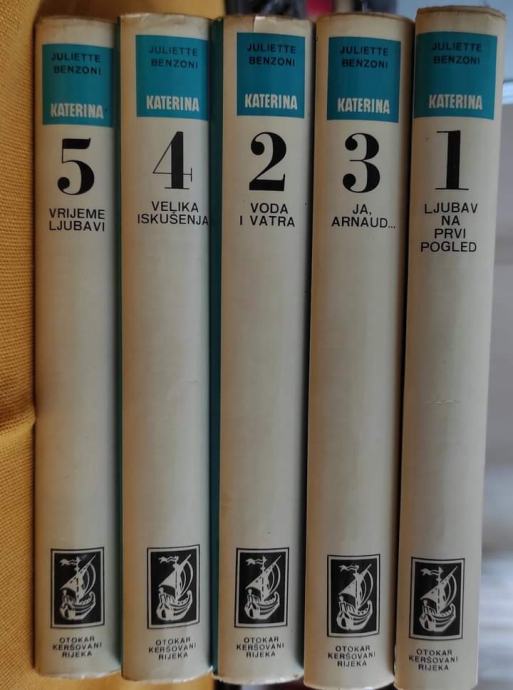 JULIETTE
BENZONI
KATERINA
5
VRIJEME
LJUBAVI
OTOKAR
KERŠOVANI
RIJEKA
JULIETTE
BENZONI
KATERINA
4
VELIKA
ISKUŠENJA
OTOKAR
KERŠOVANI
RIJEKA
JULIETTE
BENZONI
KATERINA
2
VODA
I VATRA
OTOKAR
KERŠOVANI
RIJEKA
JULIETTE
BENZONI
KATERINA
3
JA,
ARNAUD...
OTOKAR
KERŠOVANI
RIJEKA
JULIETTE
BENZONI
KATERINA
1
LJUBAV
NA
PRVI
POGLED
OTOKAR
KERŠOVANI
RIJEKA